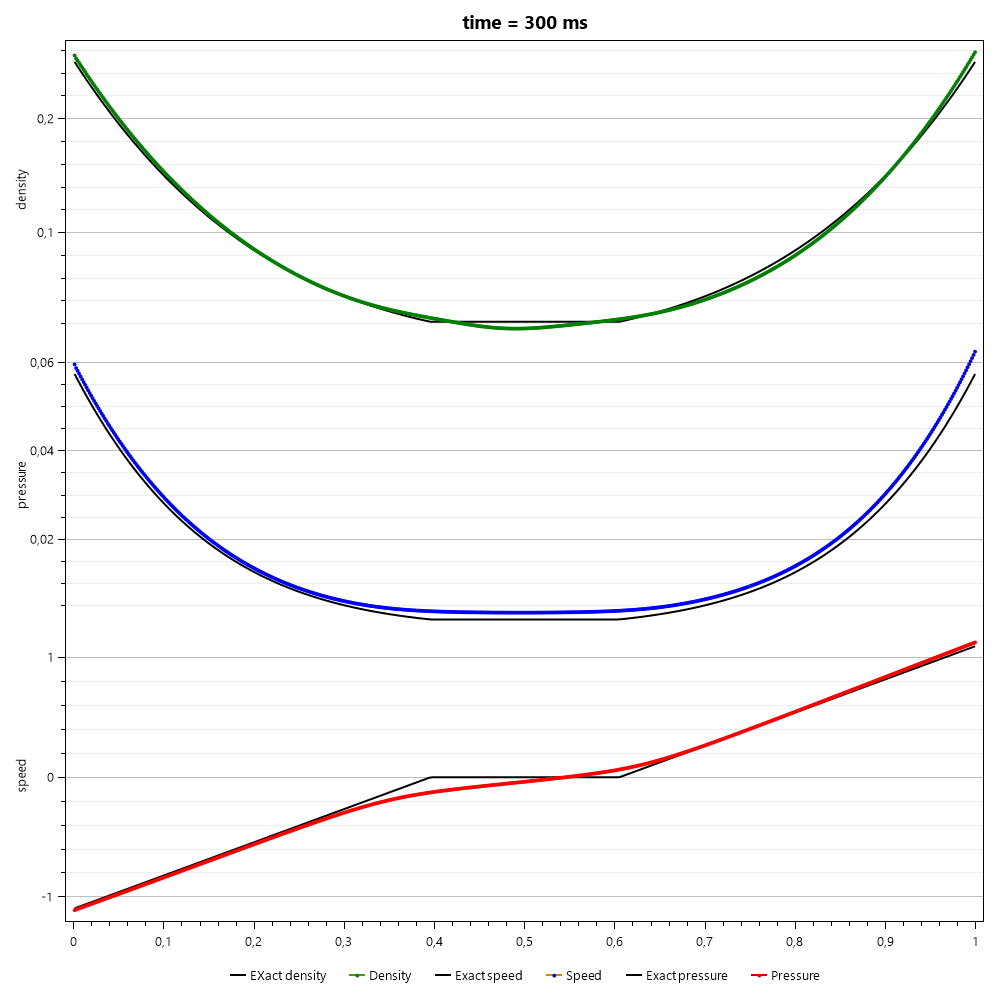 time = 300 ms
0,2
density
0,1
0,06
0,04
pressure
0,02
1
0
speed
-1
0 0,1 0,2 0,3 0,4 0,5 0,6 0,7 0,8 0,9 1
EXact density Density Exact speed Speed Exact pressure Pressure